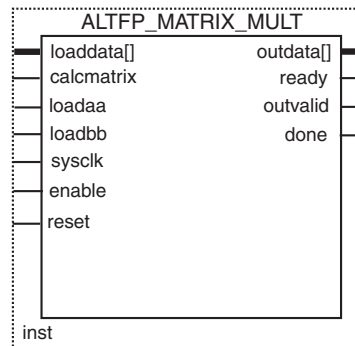 ALTFP_MATRIX_MULT
loaddata[] outdata[]
calcmatrix ready
loadaa outvalid
loadbb done
sysclk
enable
reset
inst